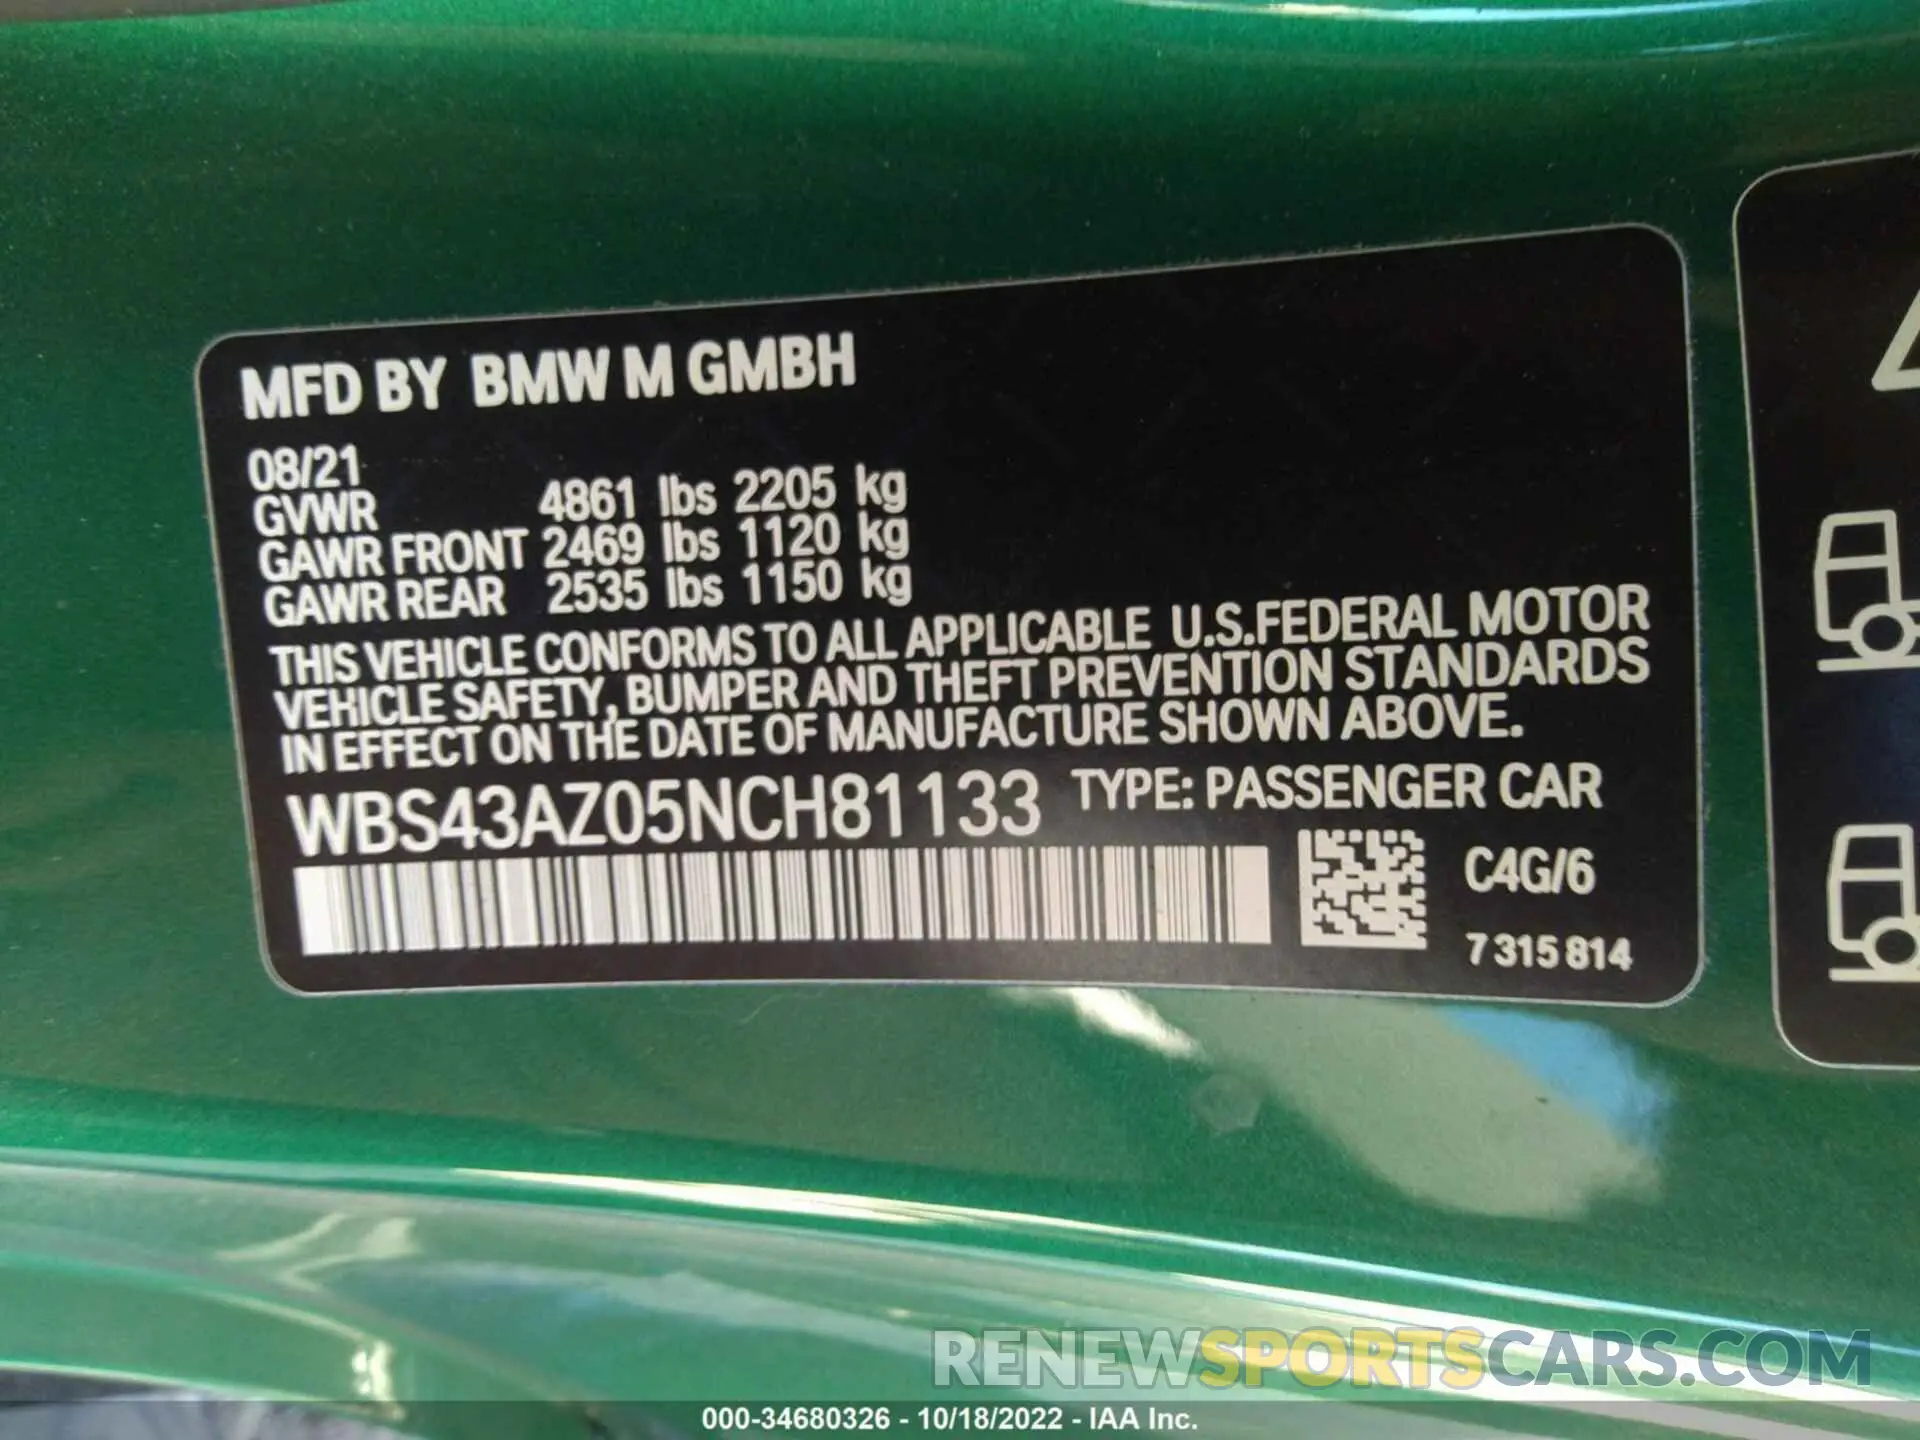 MFD BY BMW M GMBH
08/21
GVWR 4861 lbs 2205 kg
GAWR FRONT 2469 lbs 1120 kg
GAWR REAR 2535 lbs 1150 kg
THIS VEHICLE CONFORMS TO ALL APPLICABLE U.S.FEDERAL MOTOR
VEHICLE SAFETY, BUMPER AND THEFT PREVENTION STANDARDS
IN EFFECT ON THE DATE OF MANUFACTURE SHOWN ABOVE.
WBS43AZ05NCH81133 TYPE: PASSENGER CAR
C4G/6
7 315 814
RENEWSPORTSCARS.COM
000-34680326 - 10/18/2022 - IAA Inc.